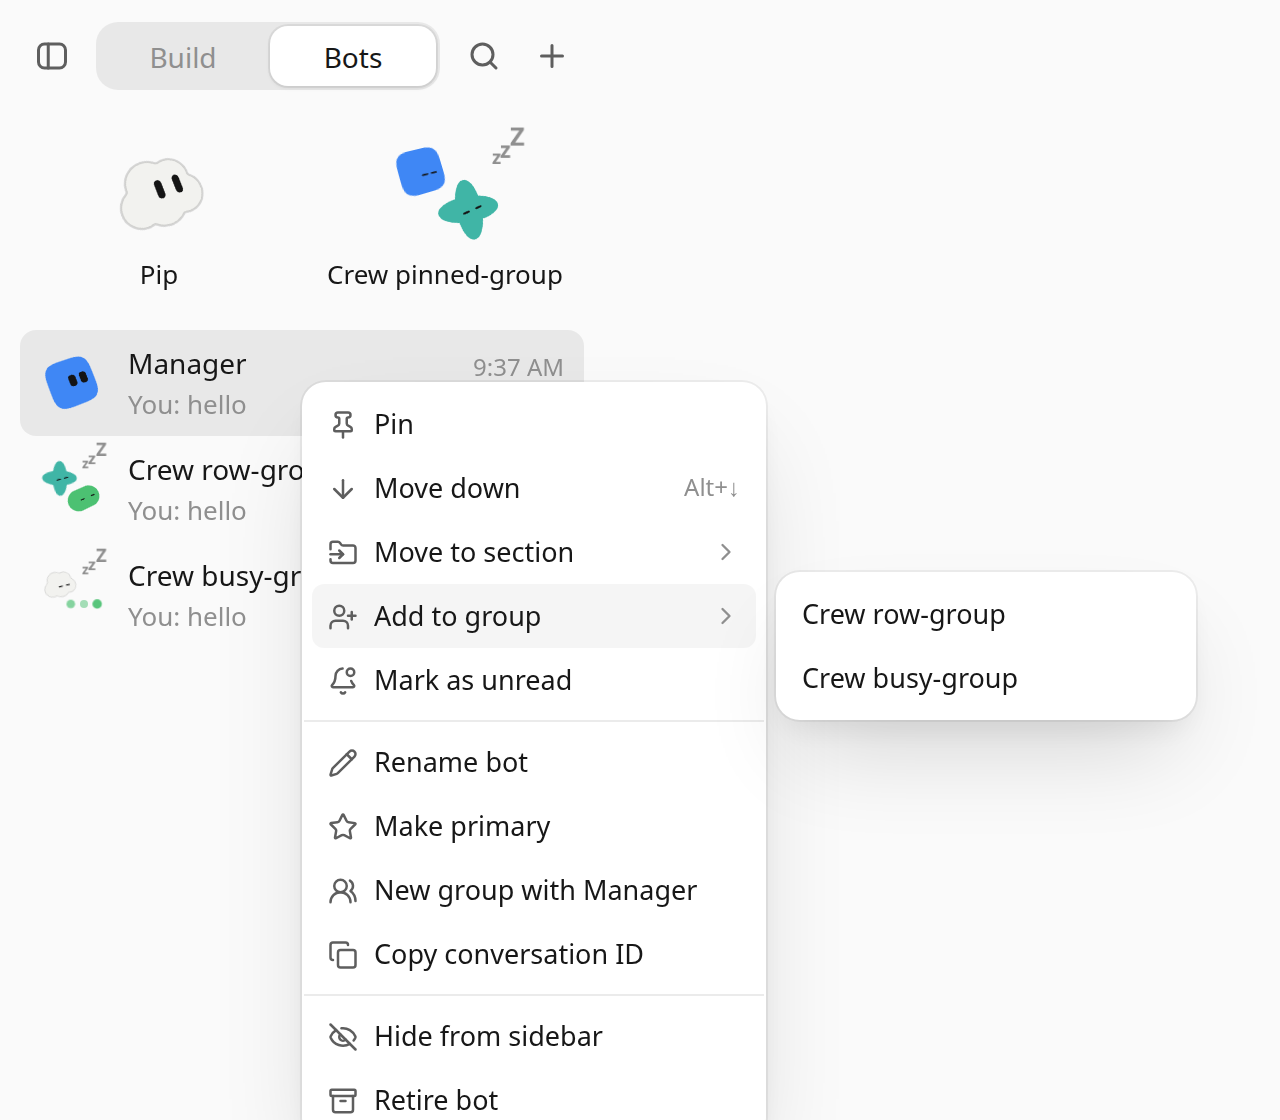 Build
Bots
zzZ
Pip
Crew pinned-group
Manager
9:37 AM
You: hello
zzZ
Crew row-gro
You: hello
zzZ
Crew busy-gr
You: hello
Pin
Move down
Alt+↓
Move to section
Add to group
Mark as unread
Rename bot
Make primary
New group with Manager
Copy conversation ID
Hide from sidebar
Retire bot
Crew row-group
Crew busy-group